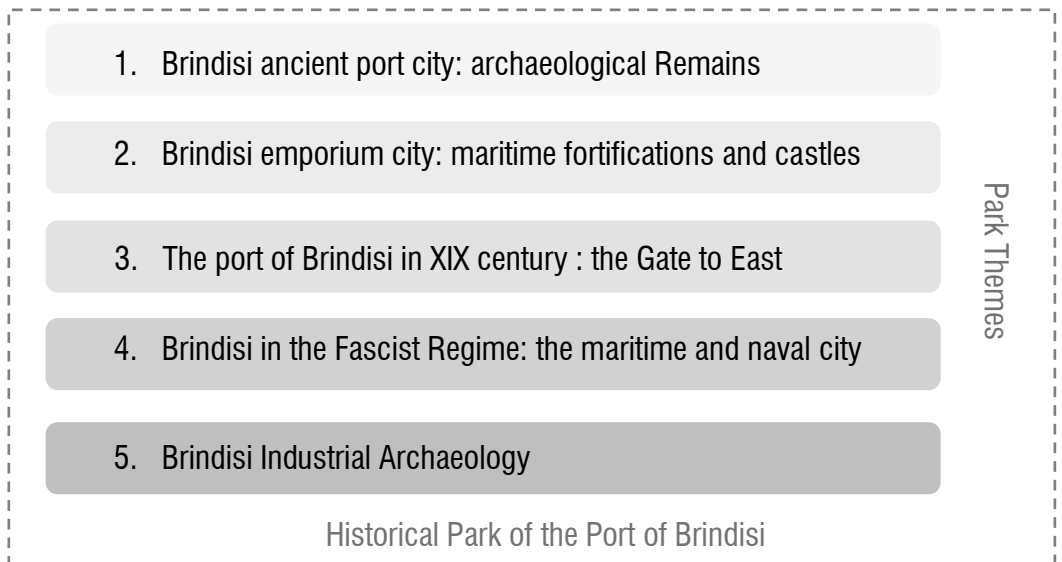 1. Brindisi ancient port city: archaeological Remains
2. Brindisi emporium city: maritime fortifications and castles
3. The port of Brindisi in XIX century : the Gate to East
4. Brindisi in the Fascist Regime: the maritime and naval city
5. Brindisi Industrial Archaeology
Park Themes
Historical Park of the Port of Brindisi